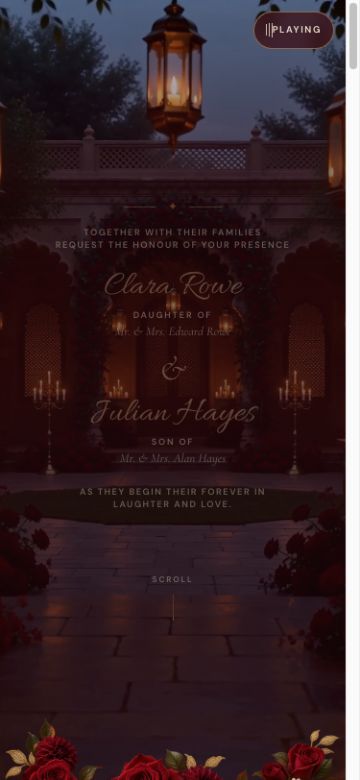 PLAYING
TOGETHER WITH THEIR FAMILIES
REQUEST THE HONOUR OF YOUR PRESENCE
Clara Rowe
DAUGHTER OF
Mr. & Mrs. Edward Rowe
&
Julian Hayes
SON OF
Mr. & Mrs. Alan Hayes
AS THEY BEGIN THEIR FOREVER IN
LAUGHTER AND LOVE.
SCROLL